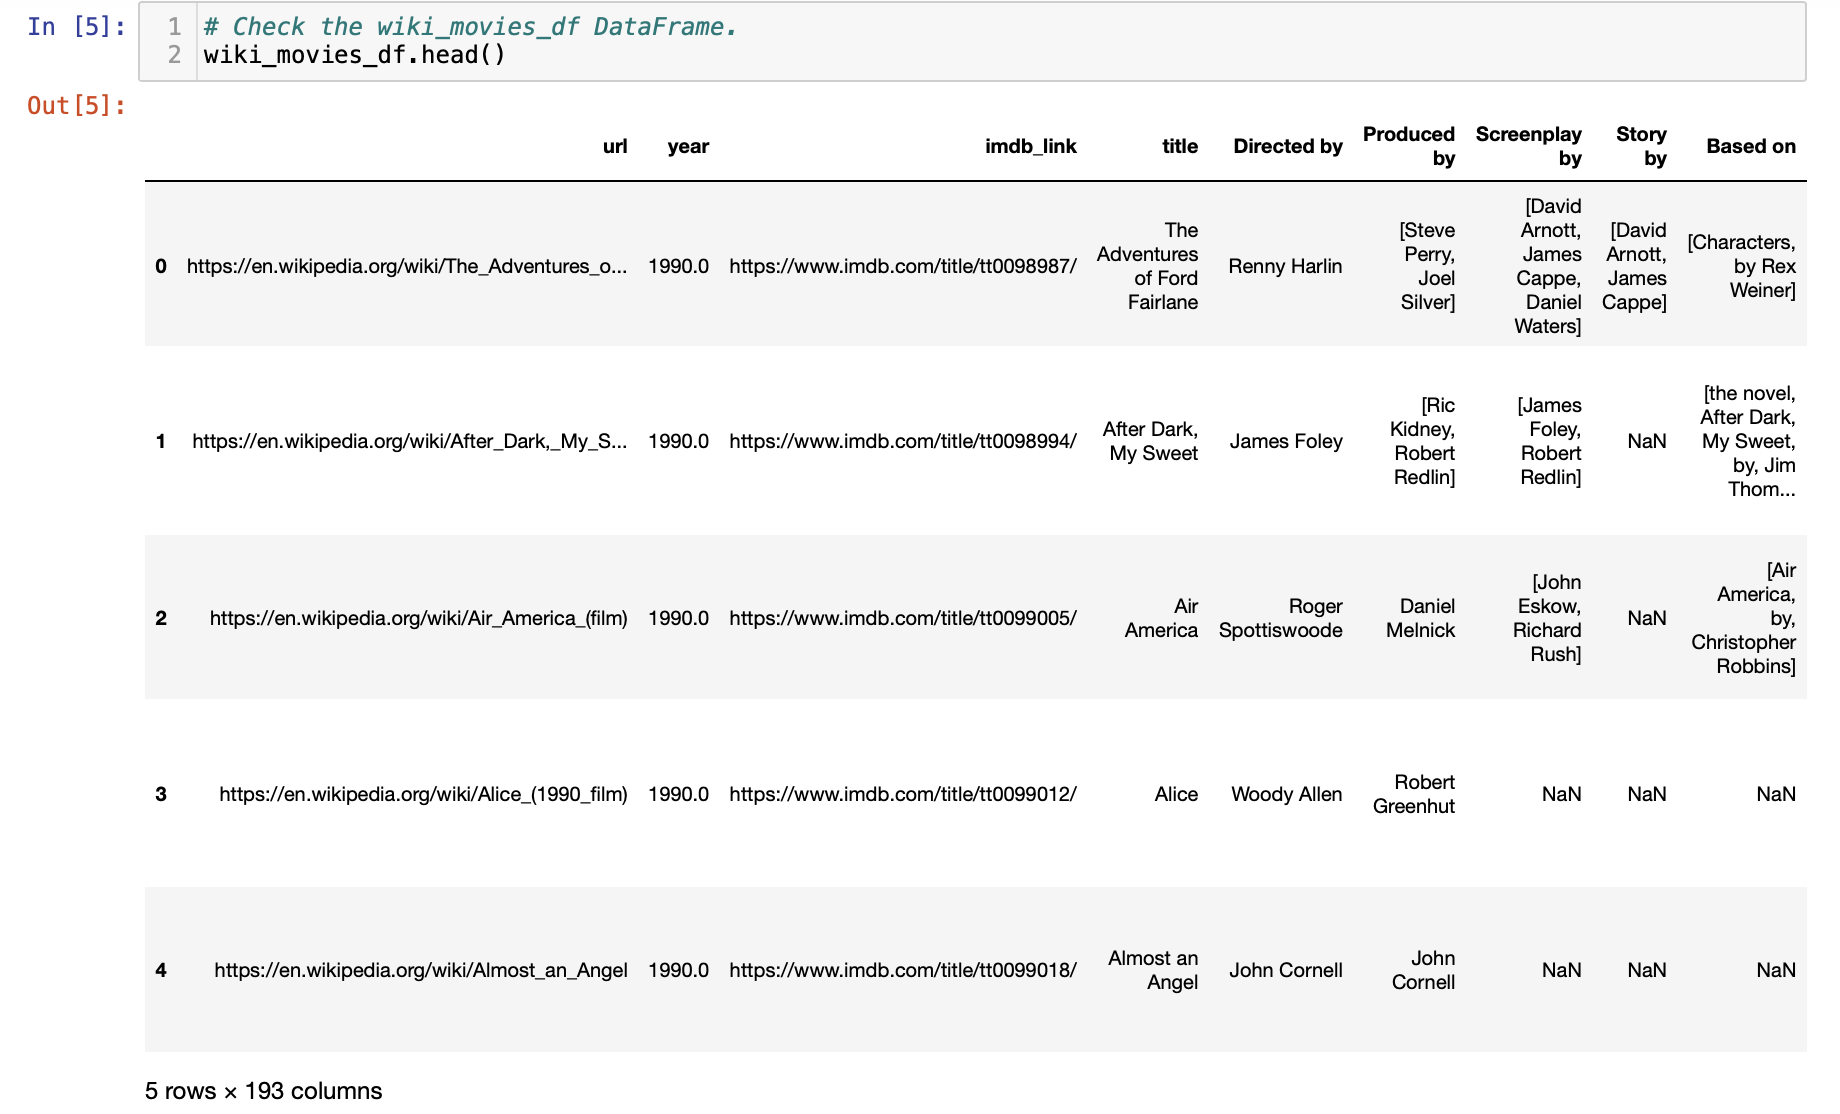 In [5]:
1 # Check the wiki_movies_df DataFrame.
2 wiki_movies_df.head()
Out[5]:
url year imdb_link title Directed by Produced by Screenplay by Story by Based on
0 https://en.wikipedia.org/wiki/The_Adventures_o... 1990.0 https://www.imdb.com/title/tt0098987/ The Adventures of Ford Fairlane Renny Harlin [Steve Perry, Joel Silver] [David Arnott, James Cappe, Daniel Waters] [David Arnott, James Cappe] [Characters, by Rex Weiner]
1 https://en.wikipedia.org/wiki/After_Dark,_My_S... 1990.0 https://www.imdb.com/title/tt0098994/ After Dark, My Sweet James Foley [Ric Kidney, Robert Redlin] [James Foley, Robert Redlin] NaN [the novel, After Dark, My Sweet, by, Jim Thom...
2 https://en.wikipedia.org/wiki/Air_America_(film) 1990.0 https://www.imdb.com/title/tt0099005/ Air America Roger Spottiswoode Daniel Melnick [John Eskow, Richard Rush] NaN [Air America, by, Christopher Robbins]
3 https://en.wikipedia.org/wiki/Alice_(1990_film) 1990.0 https://www.imdb.com/title/tt0099012/ Alice Woody Allen Robert Greenhut NaN NaN NaN
4 https://en.wikipedia.org/wiki/Almost_an_Angel 1990.0 https://www.imdb.com/title/tt0099018/ Almost an Angel John Cornell John Cornell NaN NaN NaN
5 rows × 193 columns